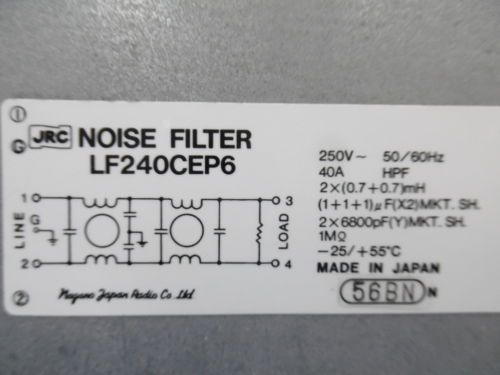 ①
G JRC NOISE FILTER
LF240CEP6
250V~ 50/60Hz
40A HPF
2×(0.7+0.7)mH
(1+1+1)μF(X2)MKT. SH.
2×6800pF(Y)MKT. SH.
1MΩ
-25/+55°C
MADE IN JAPAN
56BN N
1 3
LINE G LOAD
2 4
② Nagano Japan Radio Co Ltd